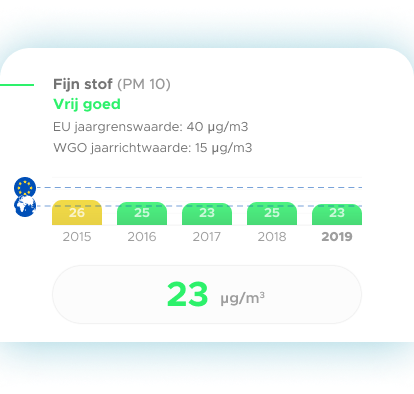 Fijn stof (PM 10)
Vrij goed
EU jaargrenswaarde: 40 µg/m3
WGO jaarrichtwaarde: 15 µg/m3
26 25 23 25 23
2015 2016 2017 2018 2019
23 µg/m³